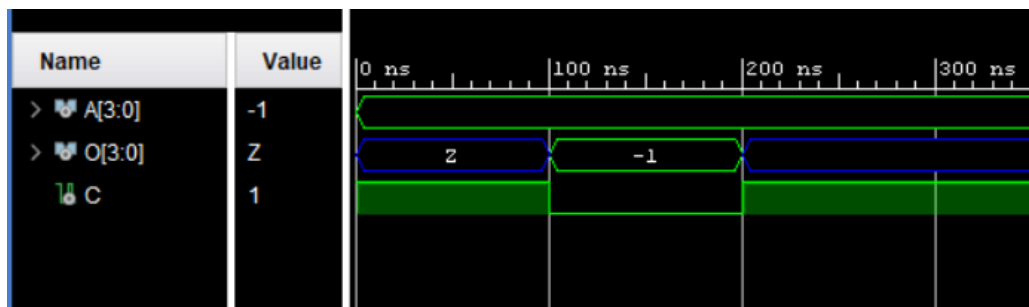 Name Value
0 ns 100 ns 200 ns 300 ns
A[3:0] -1
O[3:0] Z Z -1
C 1